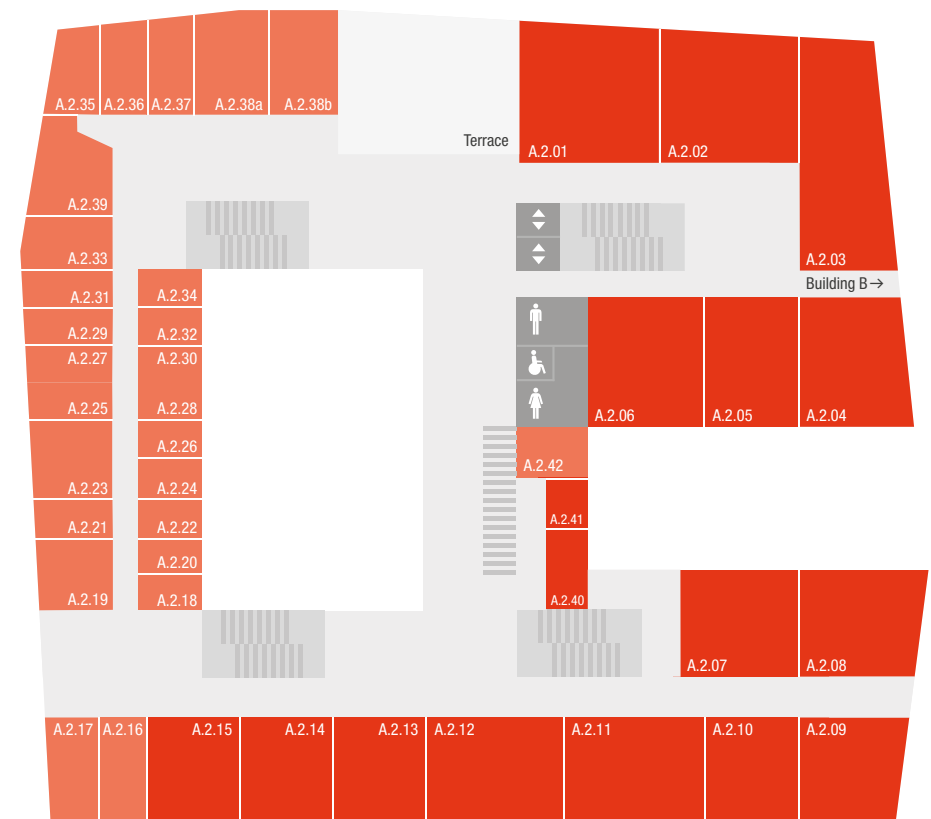 A.2.35 A.2.36 A.2.37 A.2.38a A.2.38b
Terrace
A.2.01 A.2.02
A.2.39
A.2.33
A.2.03
Building B→
A.2.31 A.2.34
A.2.29 A.2.32
A.2.27 A.2.30
A.2.25 A.2.28
A.2.06 A.2.05 A.2.04
A.2.26
A.2.42
A.2.23 A.2.24
A.2.21 A.2.22
A.2.41
A.2.20
A.2.19 A.2.18
A.2.40
A.2.07 A.2.08
A.2.17 A.2.16 A.2.15 A.2.14 A.2.13 A.2.12 A.2.11 A.2.10 A.2.09